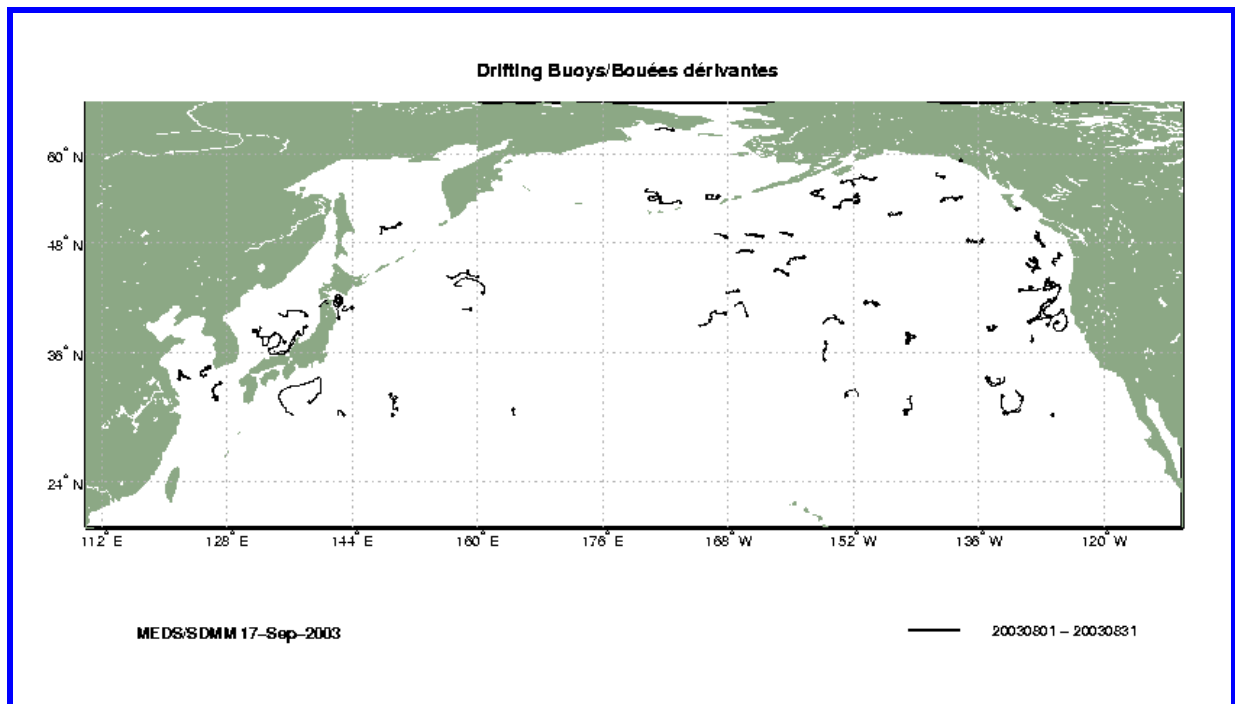 Drifting Buoys/Bouées dérivantes
60° N
48° N
36° N
24° N
112° E 128° E 144° E 160° E 176° E 168° W 152° W 136° W 120° W
MEDS/SDMM 17-Sep-2003
20030801 - 20030831